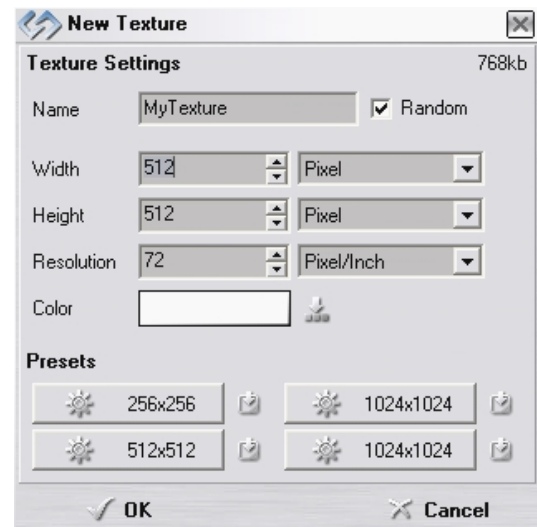 New Texture
Texture Settings 768kb
Name MyTexture Random
Width 512 Pixel
Height 512 Pixel
Resolution 72 Pixel/Inch
Color
Presets
256x256 1024x1024
512x512 1024x1024
OK Cancel